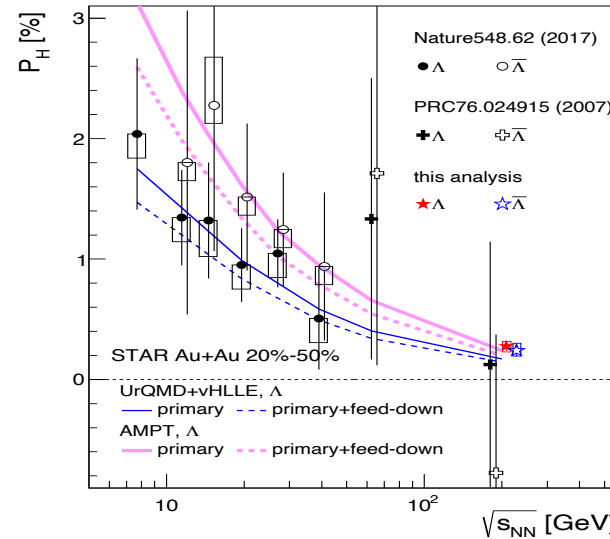 P_H [%]
3
2
1
0
Nature548.62 (2017)
Λ Λ̅
PRC76.024915 (2007)
Λ Λ̅
this analysis
Λ Λ̅
STAR Au+Au 20%-50%
UrQMD+vHLLE, Λ
primary primary+feed-down
AMPT, Λ
primary primary+feed-down
10 10²
√s_NN [GeV]